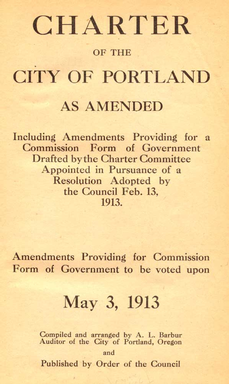 CHARTER
OF THE
CITY OF PORTLAND
AS AMENDED
Including Amendments Providing for a
Commission Form of Government
Drafted by the Charter Committee
Appointed in Pursuance of a
Resolution Adopted by
the Council Feb. 13,
1913.
Amendments Providing for Commission
Form of Government to be voted upon
May 3, 1913
Compiled and arranged by A. L. Barbur
Auditor of the City of Portland, Oregon
and
Published by Order of the Council